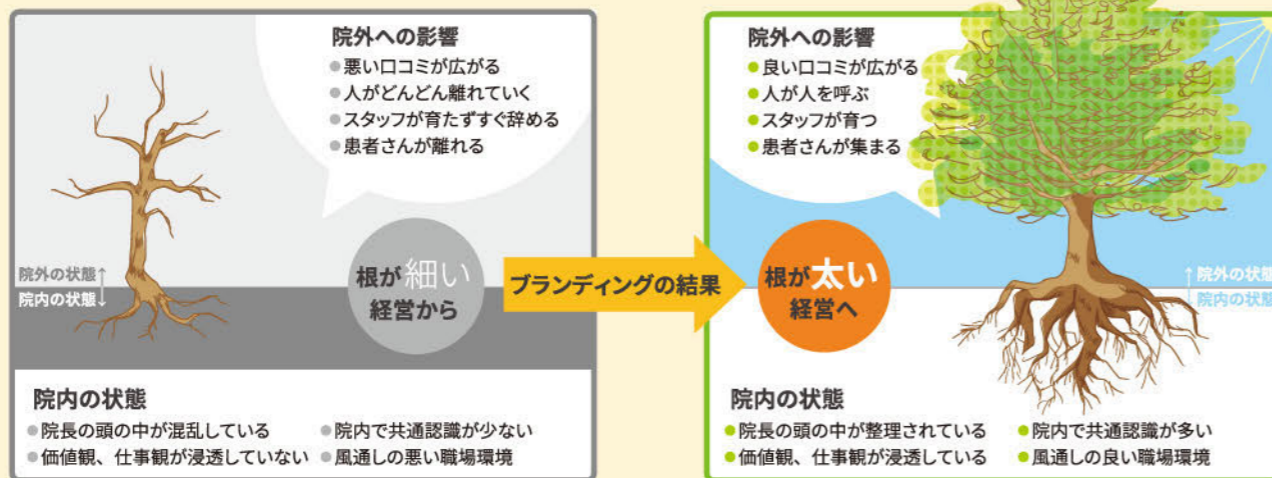 院外への影響
●悪い口コミが広がる
●人がどんどん離れていく
●スタッフが育たずすぐ辞める
●患者さんが離れる
院外の状態↑
院内の状態↓
根が細い
経営から
院内の状態
●院長の頭の中が混乱している
●院内で共通認識が少ない
●価値観、仕事観が浸透していない
●風通しの悪い職場環境
ブランディングの結果
院外への影響
●良い口コミが広がる
●人が人を呼ぶ
●スタッフが育つ
●患者さんが集まる
根が太い
経営へ
↑院外の状態
↓院内の状態
院内の状態
●院長の頭の中が整理されている
●院内で共通認識が多い
●価値観、仕事観が浸透している
●風通しの良い職場環境